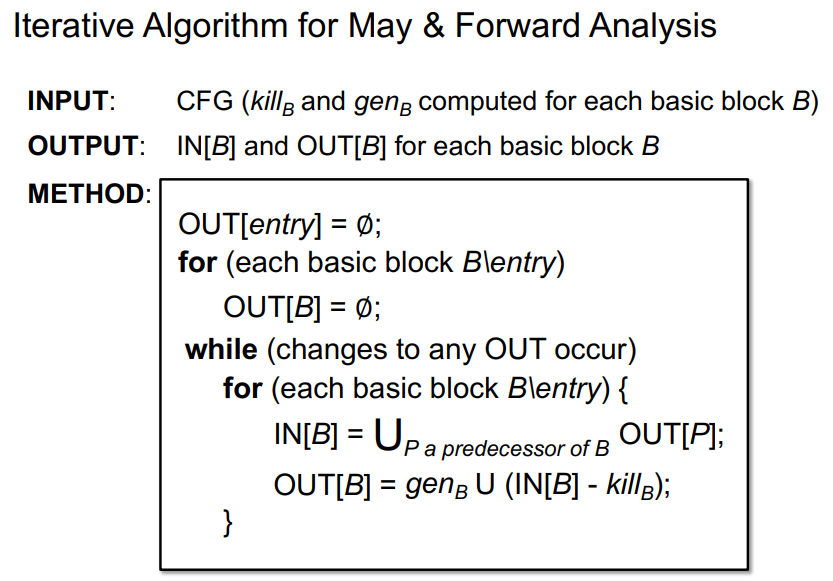 Iterative Algorithm for May & Forward Analysis
INPUT: CFG (kill_B and gen_B computed for each basic block B)
OUTPUT: IN[B] and OUT[B] for each basic block B
METHOD:
OUT[entry] = ∅;
for (each basic block B\entry)
OUT[B] = ∅;
while (changes to any OUT occur)
for (each basic block B\entry) {
IN[B] = ⋃_P a predecessor of B OUT[P];
OUT[B] = gen_B U (IN[B] - kill_B);
}